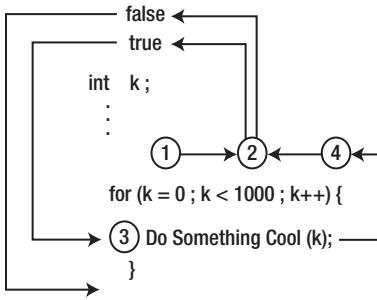 false
true
int k ;
.
.
.
1 2 4
for (k = 0 ; k < 1000 ; k++) {
3 Do Something Cool (k);
}